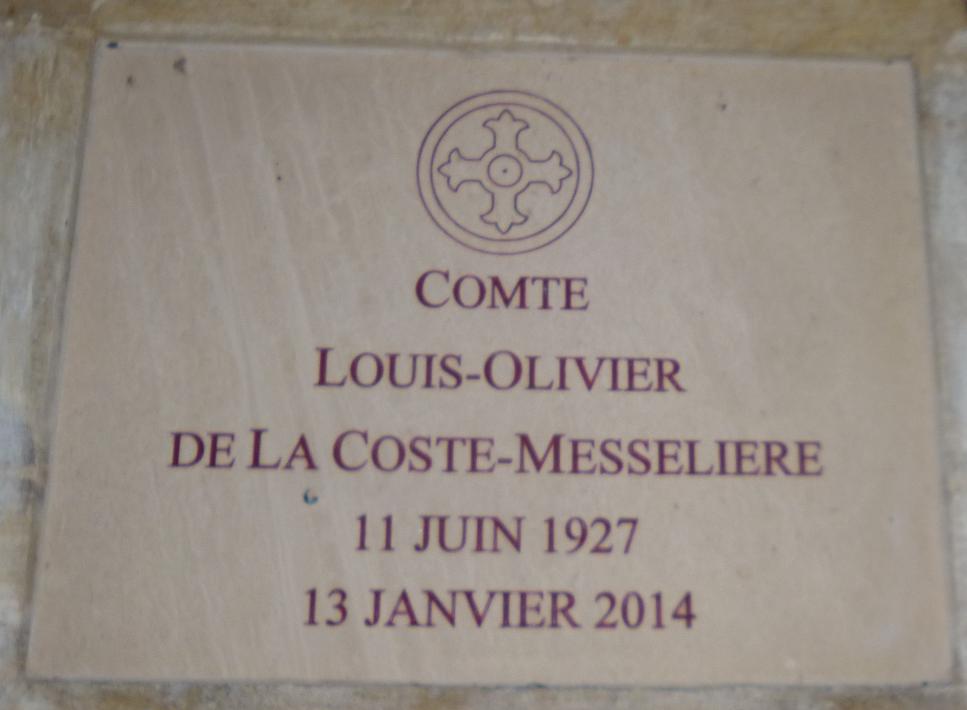 COMTE
LOUIS-OLIVIER
DE LA COSTE-MESSELIERE
11 JUIN 1927
13 JANVIER 2014